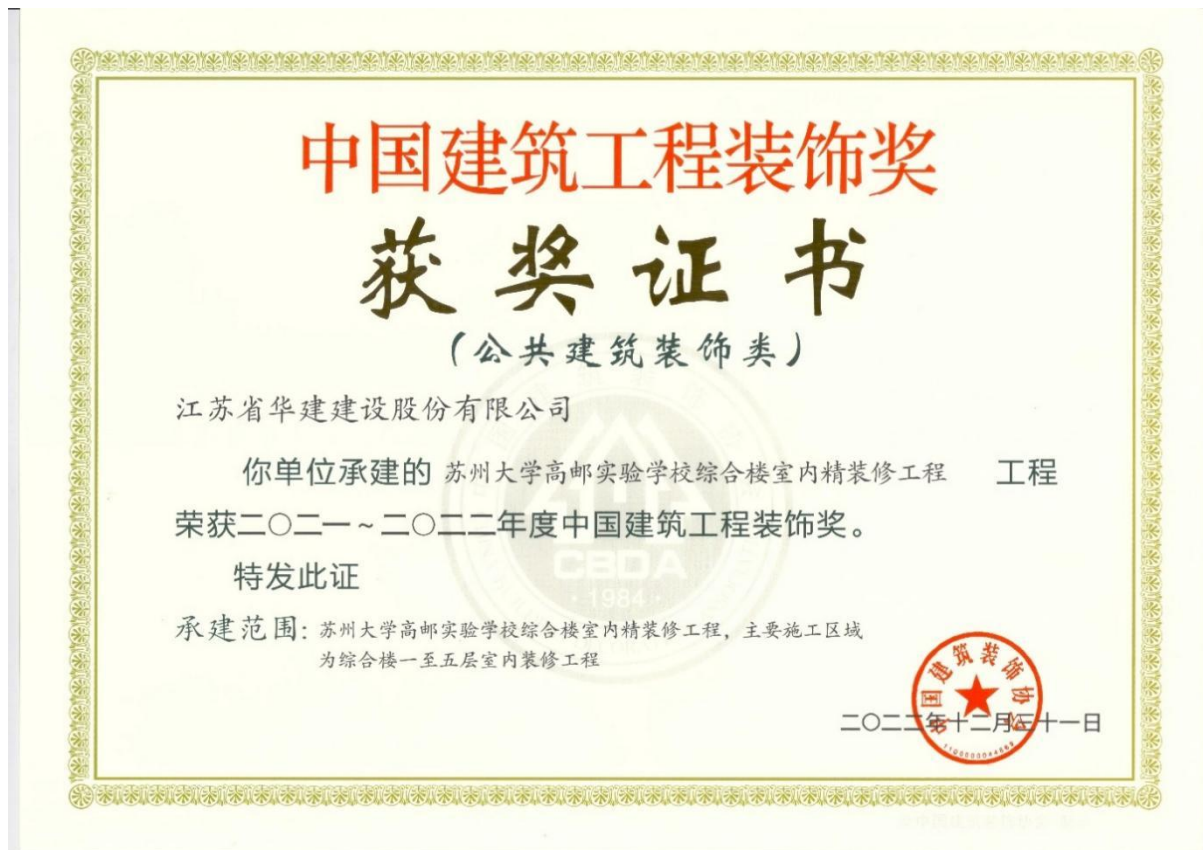 中国建筑工程装饰奖
获奖证书
(公共建筑装饰类)
江苏省华建建设股份有限公司
你单位承建的 苏州大学高邮实验学校综合楼室内精装修工程 工程
荣获二〇二一~二〇二二年度中国建筑工程装饰奖。
CBDA
·1984·
特发此证
承建范围:苏州大学高邮实验学校综合楼室内精装修工程,主要施工区域
为综合楼一至五层室内装修工程
中国建筑装饰协会
二〇二二年十二月三十一日